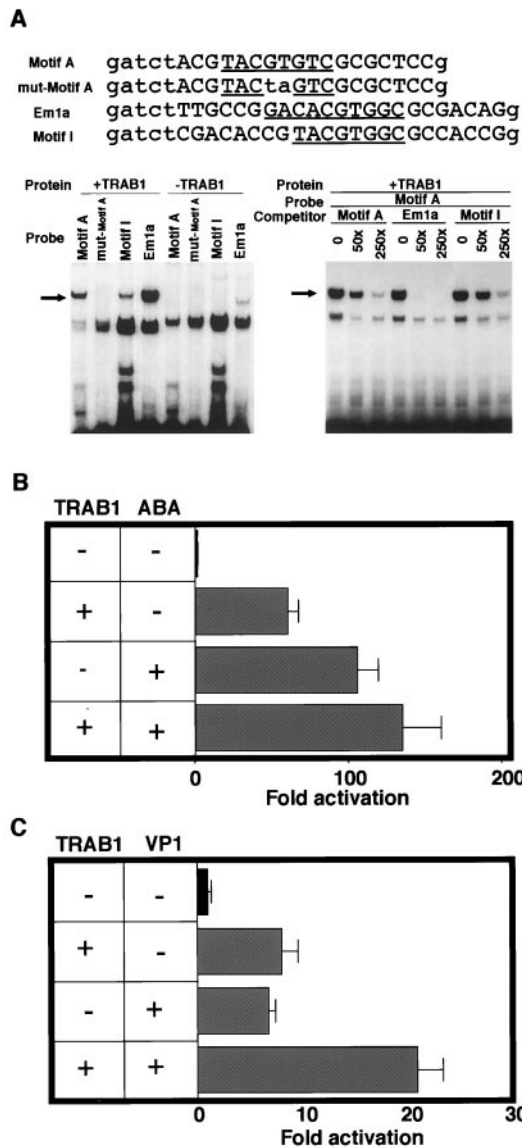 A
Motif A gatctACGTACGTGTCGCGCTCCg
mut-Motif A gatctACGTACtaGTCGCGCTCCg
Em1a gatctTTGCCGGACACGTGGCGCGACAGg
Motif I gatctCGACACCGTACGTGGCGCCACCGg
Protein +TRAB1 -TRAB1
Probe Motif A mut-Motif A Motif I Em1a Motif A mut-Motif A Motif I Em1a
Protein +TRAB1
Probe Motif A
Competitor Motif A Em1a Motif I
0 50x 250x 0 50x 250x 0 50x 250x
B
TRAB1 ABA
- -
+ -
- +
+ +
0 100 200
Fold activation
C
TRAB1 VP1
- -
+ -
- +
+ +
0 10 20 30
Fold activation